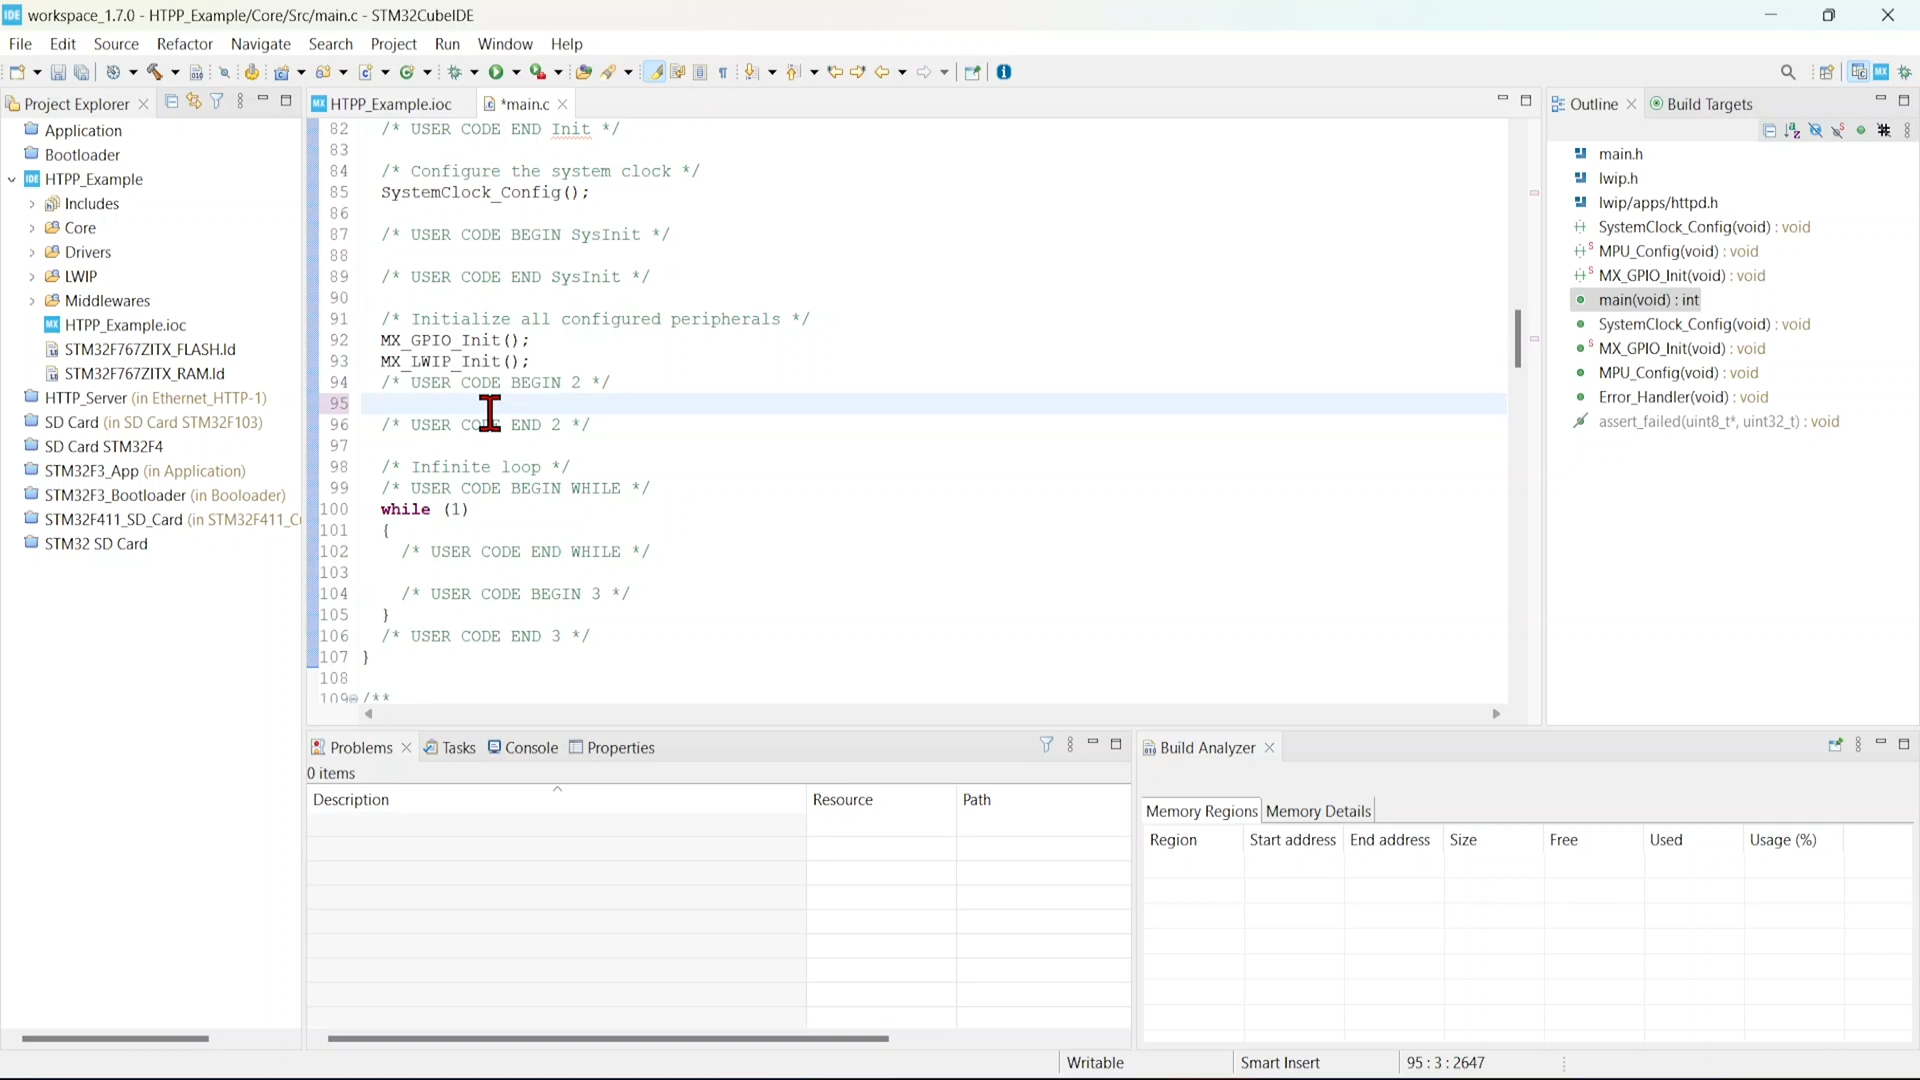 workspace_1.7.0 - HTPP_Example/Core/Src/main.c - STM32CubeIDE
File Edit Source Refactor Navigate Search Project Run Window Help
Project Explorer
Application
Bootloader
HTPP_Example
Includes
Core
Drivers
LWIP
Middlewares
HTPP_Example.ioc
STM32F767ZITX_FLASH.ld
STM32F767ZITX_RAM.ld
HTTP_Server (in Ethernet_HTTP-1)
SD Card (in SD Card STM32F103)
SD Card STM32F4
STM32F3_App (in Application)
STM32F3_Bootloader (in Booloader)
STM32F411_SD_Card (in STM32F411_C
STM32 SD Card
HTPP_Example.ioc *main.c
82 /* USER CODE END Init */
83
84 /* Configure the system clock */
85 SystemClock_Config();
86
87 /* USER CODE BEGIN SysInit */
88
89 /* USER CODE END SysInit */
90
91 /* Initialize all configured peripherals */
92 MX_GPIO_Init();
93 MX_LWIP_Init();
94 /* USER CODE BEGIN 2 */
95
96 /* USER CODE END 2 */
97
98 /* Infinite loop */
99 /* USER CODE BEGIN WHILE */
100 while (1)
101 {
102 /* USER CODE END WHILE */
103
104 /* USER CODE BEGIN 3 */
105 }
106 /* USER CODE END 3 */
107 }
108
109 /**
Outline Build Targets
main.h
lwip.h
lwip/apps/httpd.h
SystemClock_Config(void) : void
MPU_Config(void) : void
MX_GPIO_Init(void) : void
main(void) : int
SystemClock_Config(void) : void
MX_GPIO_Init(void) : void
MPU_Config(void) : void
Error_Handler(void) : void
assert_failed(uint8_t*, uint32_t) : void
Problems Tasks Console Properties
0 items
Description Resource Path
Build Analyzer
Memory Regions Memory Details
Region Start address End address Size Free Used Usage (%)
Writable Smart Insert 95 : 3 : 2647